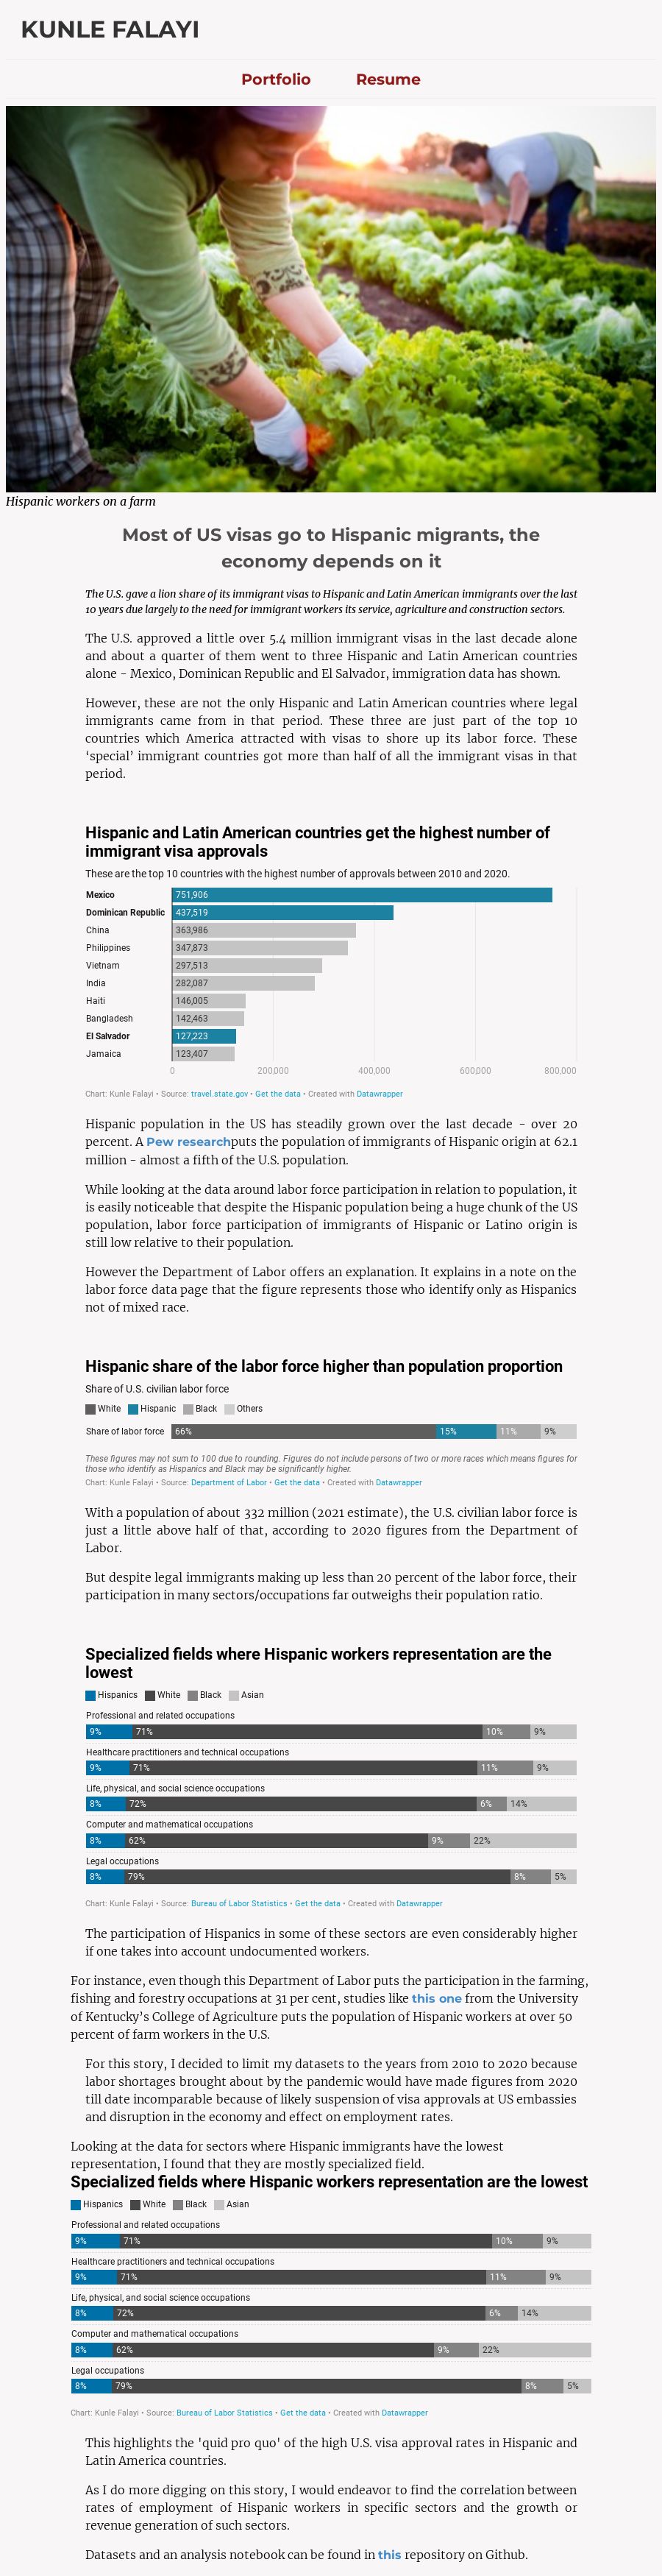 KUNLE FALAYI
Portfolio Resume
Hispanic workers on a farm
Most of US visas go to Hispanic migrants, the
economy depends on it
The U.S. gave a lion share of its immigrant visas to Hispanic and Latin American immigrants over the last
10 years due largely to the need for immigrant workers its service, agriculture and construction sectors.
The U.S. approved a little over 5.4 million immigrant visas in the last decade alone
and about a quarter of them went to three Hispanic and Latin American countries
alone - Mexico, Dominican Republic and El Salvador, immigration data has shown.
However, these are not the only Hispanic and Latin American countries where legal
immigrants came from in that period. These three are just part of the top 10
countries which America attracted with visas to shore up its labor force. These
‘special’ immigrant countries got more than half of all the immigrant visas in that
period.
Hispanic and Latin American countries get the highest number of
immigrant visa approvals
These are the top 10 countries with the highest number of approvals between 2010 and 2020.
Mexico 751,906
Dominican Republic 437,519
China 363,986
Philippines 347,873
Vietnam 297,513
India 282,087
Haiti 146,005
Bangladesh 142,463
El Salvador 127,223
Jamaica 123,407
0 200,000 400,000 600,000 800,000
Chart: Kunle Falayi • Source: travel.state.gov • Get the data • Created with Datawrapper
Hispanic population in the US has steadily grown over the last decade - over 20
percent. A Pew researchputs the population of immigrants of Hispanic origin at 62.1
million - almost a fifth of the U.S. population.
While looking at the data around labor force participation in relation to population, it
is easily noticeable that despite the Hispanic population being a huge chunk of the US
population, labor force participation of immigrants of Hispanic or Latino origin is
still low relative to their population.
However the Department of Labor offers an explanation. It explains in a note on the
labor force data page that the figure represents those who identify only as Hispanics
not of mixed race.
Hispanic share of the labor force higher than population proportion
Share of U.S. civilian labor force
White Hispanic Black Others
Share of labor force 66% 15% 11% 9%
These figures may not sum to 100 due to rounding. Figures do not include persons of two or more races which means figures for
those who identify as Hispanics and Black may be significantly higher.
Chart: Kunle Falayi • Source: Department of Labor • Get the data • Created with Datawrapper
With a population of about 332 million (2021 estimate), the U.S. civilian labor force is
just a little above half of that, according to 2020 figures from the Department of
Labor.
But despite legal immigrants making up less than 20 percent of the labor force, their
participation in many sectors/occupations far outweighs their population ratio.
Specialized fields where Hispanic workers representation are the
lowest
Hispanics White Black Asian
Professional and related occupations
9% 71% 10% 9%
Healthcare practitioners and technical occupations
9% 71% 11% 9%
Life, physical, and social science occupations
8% 72% 6% 14%
Computer and mathematical occupations
8% 62% 9% 22%
Legal occupations
8% 79% 8% 5%
Chart: Kunle Falayi • Source: Bureau of Labor Statistics • Get the data • Created with Datawrapper
The participation of Hispanics in some of these sectors are even considerably higher
if one takes into account undocumented workers.
For instance, even though this Department of Labor puts the participation in the farming,
fishing and forestry occupations at 31 per cent, studies like this one from the University
of Kentucky’s College of Agriculture puts the population of Hispanic workers at over 50
percent of farm workers in the U.S.
For this story, I decided to limit my datasets to the years from 2010 to 2020 because
labor shortages brought about by the pandemic would have made figures from 2020
till date incomparable because of likely suspension of visa approvals at US embassies
and disruption in the economy and effect on employment rates.
Looking at the data for sectors where Hispanic immigrants have the lowest
representation, I found that they are mostly specialized field.
Specialized fields where Hispanic workers representation are the lowest
Hispanics White Black Asian
Professional and related occupations
9% 71% 10% 9%
Healthcare practitioners and technical occupations
9% 71% 11% 9%
Life, physical, and social science occupations
8% 72% 6% 14%
Computer and mathematical occupations
8% 62% 9% 22%
Legal occupations
8% 79% 8% 5%
Chart: Kunle Falayi • Source: Bureau of Labor Statistics • Get the data • Created with Datawrapper
This highlights the 'quid pro quo' of the high U.S. visa approval rates in Hispanic and
Latin America countries.
As I do more digging on this story, I would endeavor to find the correlation between
rates of employment of Hispanic workers in specific sectors and the growth or
revenue generation of such sectors.
Datasets and an analysis notebook can be found in this repository on Github.